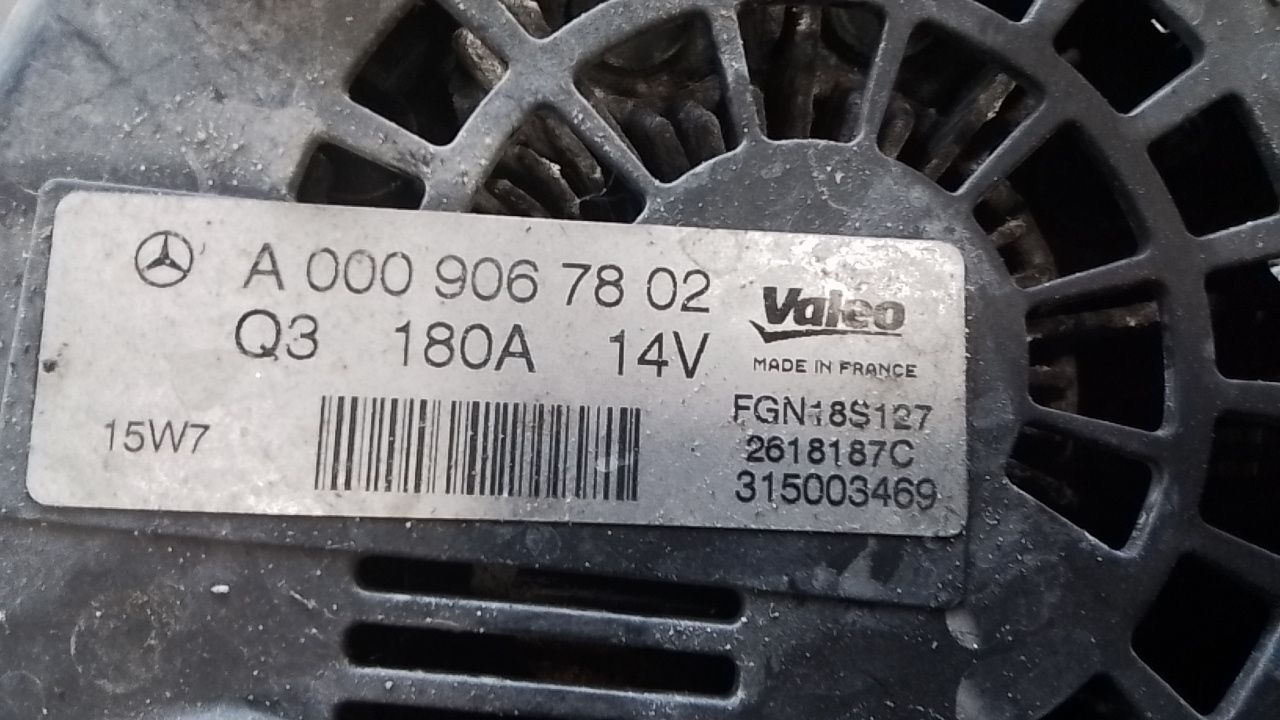 A 000 906 78 02
Q3 180A 14V
Valeo
MADE IN FRANCE
15W7
FGN18S127
2618187C
315003469